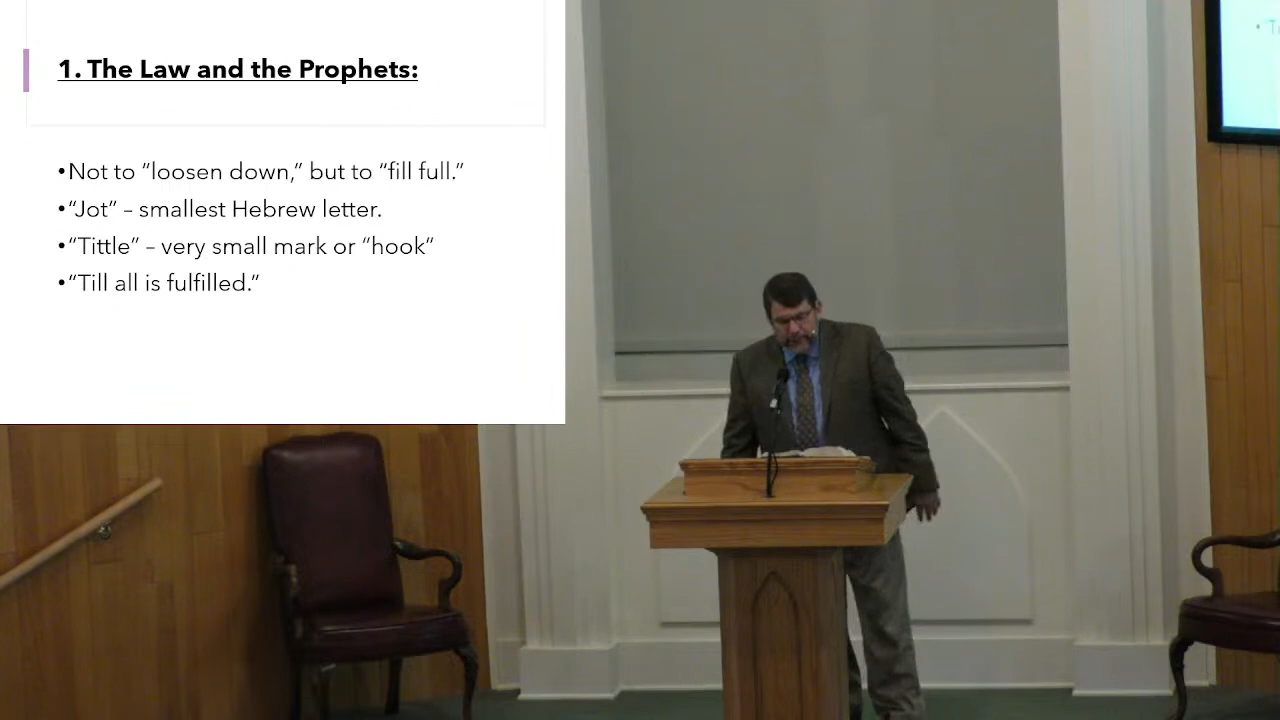 1. The Law and the Prophets:
•Not to “loosen down,” but to “fill full.”
•“Jot” – smallest Hebrew letter.
•“Tittle” – very small mark or “hook“
•“Till all is fulfilled.”